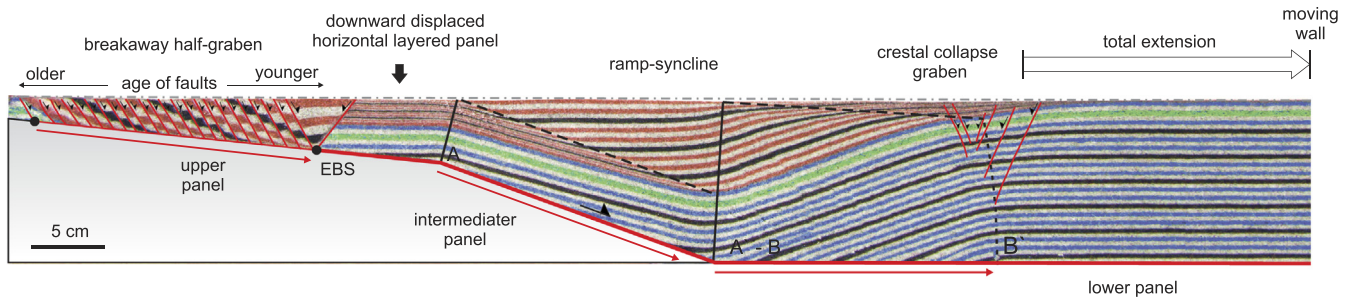 downward displaced
horizontal layered panel
moving
wall
breakaway half-graben
crestal collapse
graben
total extension
ramp-syncline
older
age of faults
younger
A
EBS
upper
panel
intermediater
panel
5 cm
A - B
B`
lower panel